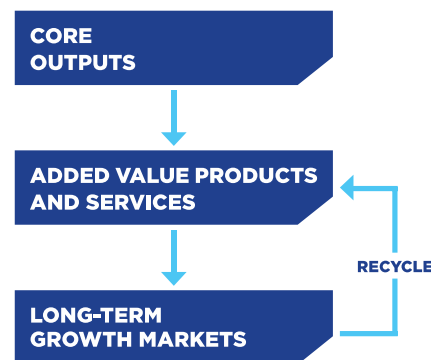 CORE
OUTPUTS
ADDED VALUE PRODUCTS
AND SERVICES
RECYCLE
LONG-TERM
GROWTH MARKETS